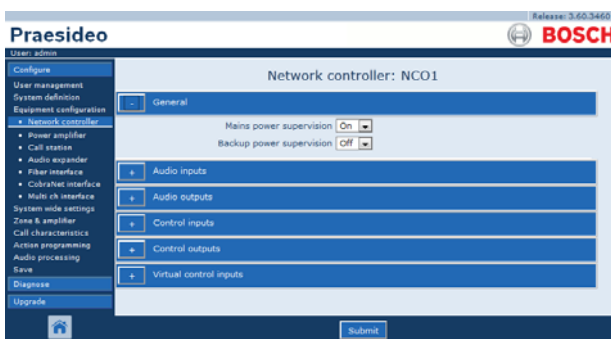 Release: 3.60.3460
Praesideo
BOSCH
User: admin
Configure
User management
System definition
Equipment configuration
• Network controller
• Power amplifier
• Call station
• Audio expander
• Fiber interface
• CobraNet interface
• Multi ch interface
System wide settings
Zone & amplifier
Call characteristics
Action programming
Audio processing
Save
Diagnose
Upgrade
Network controller: NCO1
- General
Mains power supervision On
Backup power supervision Off
+ Audio inputs
+ Audio outputs
+ Control inputs
+ Control outputs
+ Virtual control inputs
Submit